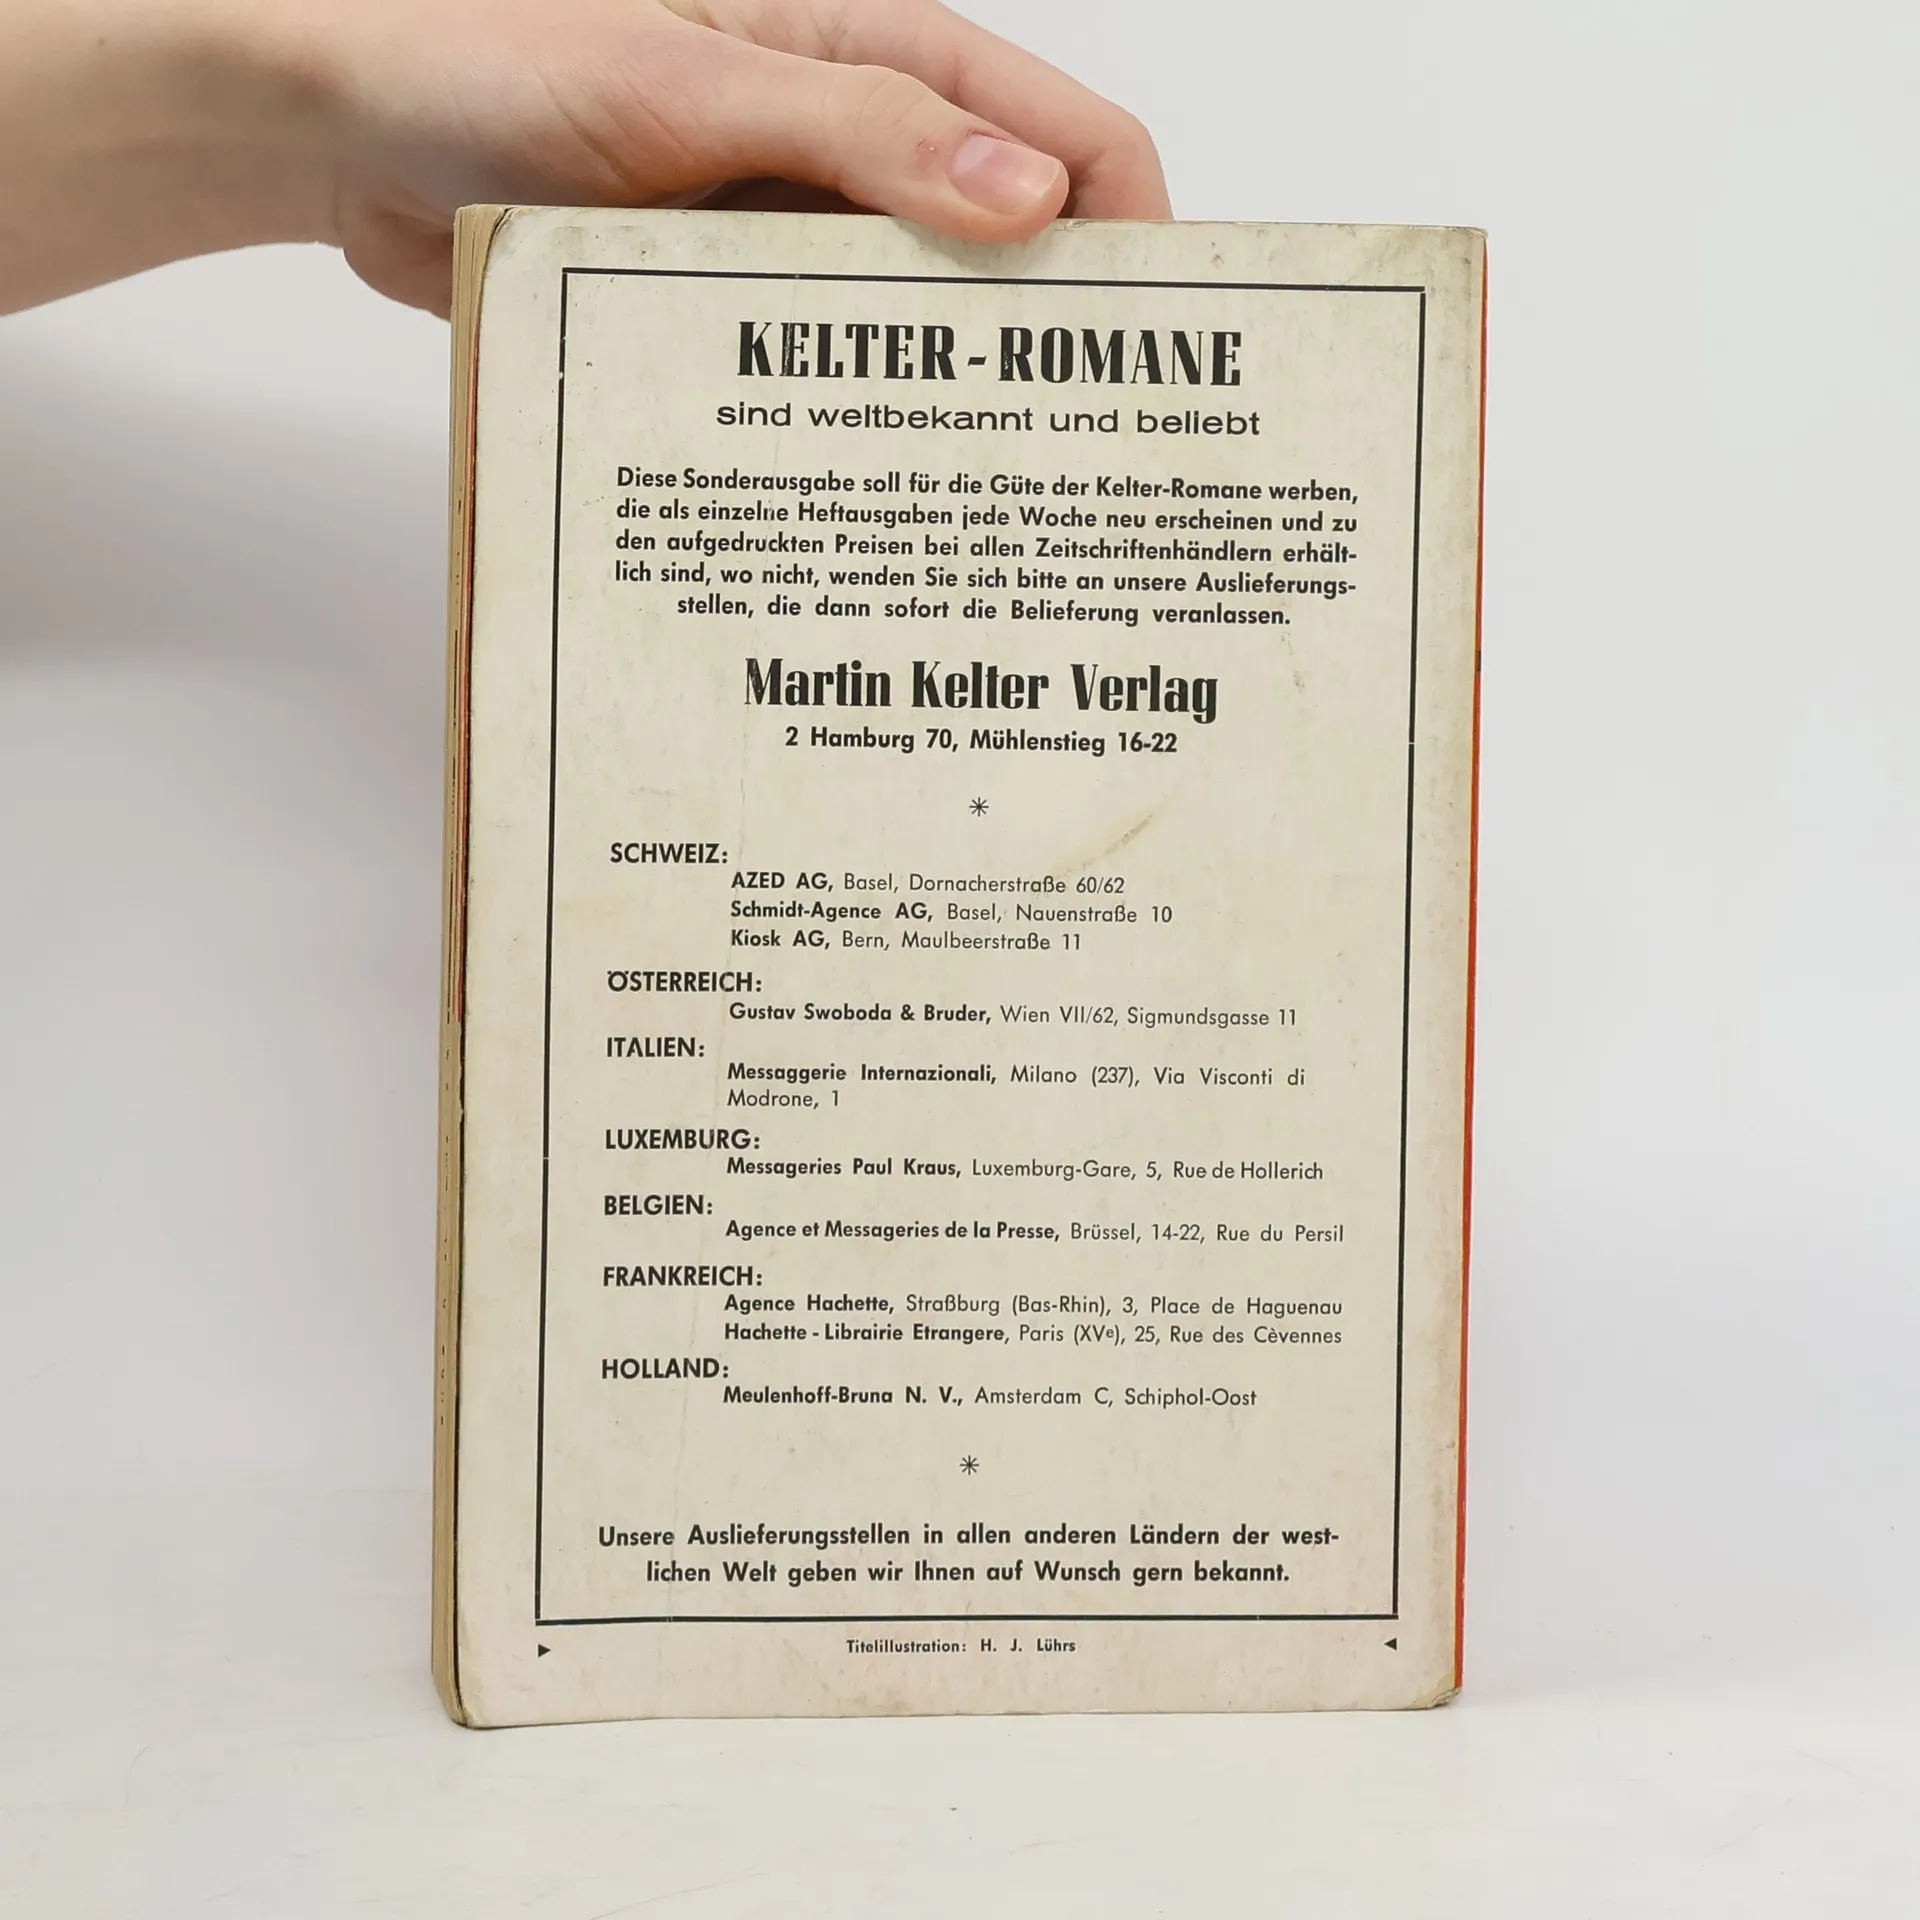 KELTER-ROMANE
sind weltbekannt und beliebt
Diese Sonderausgabe soll für die Güte der Kelter-Romane werben,
die als einzelne Heftausgaben jede Woche neu erscheinen und zu
den aufgedruckten Preisen bei allen Zeitschriftenhändlern erhält-
lich sind, wo nicht, wenden Sie sich bitte an unsere Auslieferungs-
stellen, die dann sofort die Belieferung veranlassen.
Martin Kelter Verlag
2 Hamburg 70, Mühlenstieg 16-22
*
SCHWEIZ:
AZED AG, Basel, Dornacherstraße 60/62
Schmidt-Agence AG, Basel, Nauenstraße 10
Kiosk AG, Bern, Maulbeerstraße 11
ÖSTERREICH:
Gustav Swoboda & Bruder, Wien VII/62, Sigmundsgasse 11
ITALIEN:
Messaggerie Internazionali, Milano (237), Via Visconti di
Modrone, 1
LUXEMBURG:
Messageries Paul Kraus, Luxemburg-Gare, 5, Rue de Hollerich
BELGIEN:
Agence et Messageries de la Presse, Brüssel, 14-22, Rue du Persil
FRANKREICH:
Agence Hachette, Straßburg (Bas-Rhin), 3, Place de Haguenau
Hachette - Librairie Etrangere, Paris (XVe), 25, Rue des Cèvennes
HOLLAND:
Meulenhoff-Bruna N. V., Amsterdam C, Schiphol-Oost
*
Unsere Auslieferungsstellen in allen anderen Ländern der west-
lichen Welt geben wir Ihnen auf Wunsch gern bekannt.
Titelillustration: H. J. Lührs